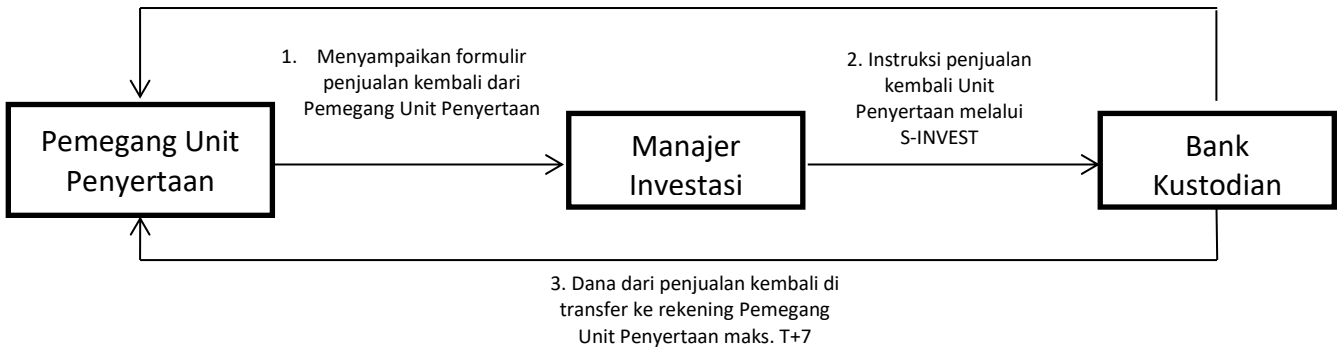 1. Menyampaikan formulir
penjualan kembali dari
Pemegang Unit Penyertaan
2. Instruksi penjualan
kembali Unit
Penyertaan melalui
S-INVEST
Pemegang Unit
Penyertaan
Manajer
Investasi
Bank
Kustodian
3. Dana dari penjualan kembali di
transfer ke rekening Pemegang
Unit Penyertaan maks. T+7